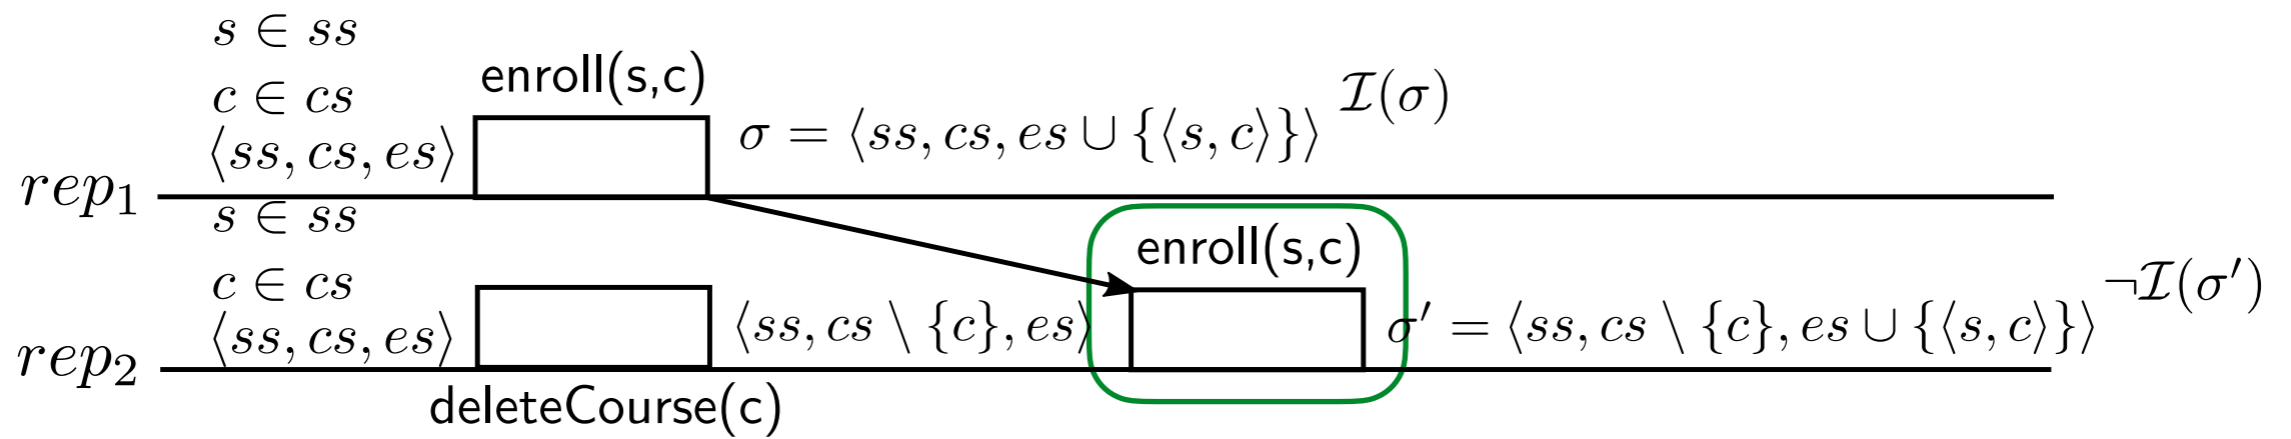 s ∈ ss
c ∈ cs
⟨ss, cs, es⟩
enroll(s,c)
σ = ⟨ss, cs, es ∪ {⟨s, c⟩}⟩
ℐ(σ)
rep₁
s ∈ ss
c ∈ cs
⟨ss, cs, es⟩
rep₂
deleteCourse(c)
⟨ss, cs \ {c}, es⟩
enroll(s,c)
σ′ = ⟨ss, cs \ {c}, es ∪ {⟨s, c⟩}⟩
¬ℐ(σ′)